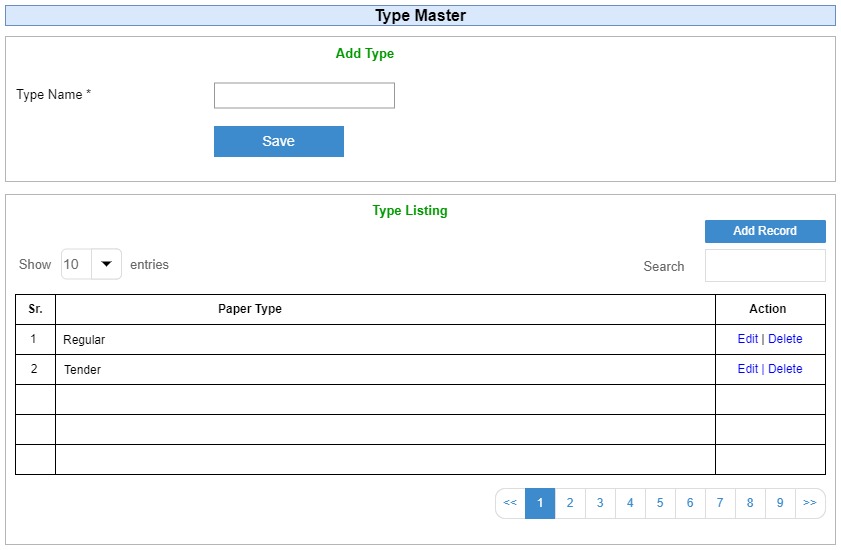 Type Master
Add Type
Type Name *
Save
Type Listing
Add Record
Show 10 entries
Search
Sr. Paper Type Action
1 Regular Edit | Delete
2 Tender Edit | Delete
<< 1 2 3 4 5 6 7 8 9 >>